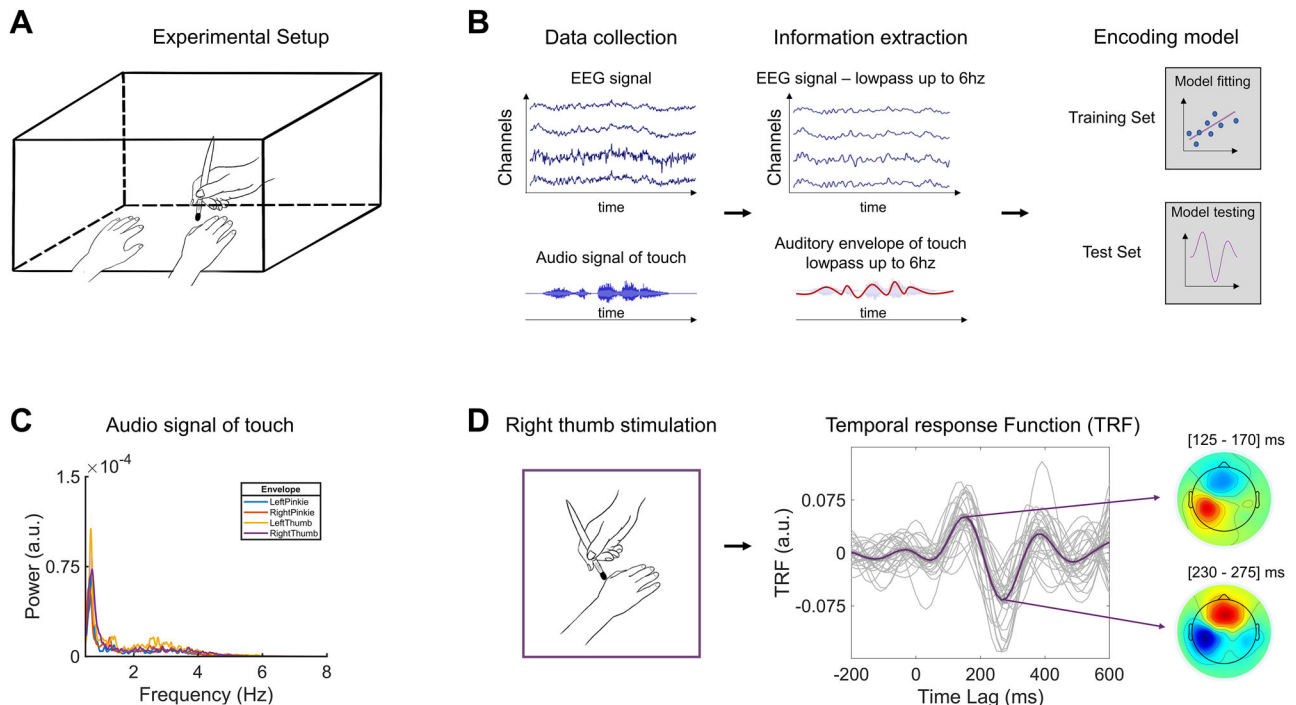 A
Experimental Setup
B
Data collection
Information extraction
Encoding model
EEG signal
Channels
time
Audio signal of touch
time
EEG signal – lowpass up to 6hz
Channels
time
Auditory envelope of touch
lowpass up to 6hz
time
Training Set
Model fitting
Test Set
Model testing
C
Audio signal of touch
×10⁻⁴
1.5
0.75
0
Power (a.u.)
Envelope
LeftPinkie
RightPinkie
LeftThumb
RightThumb
0 2 4 6 8
Frequency (Hz)
D
Right thumb stimulation
Temporal response Function (TRF)
TRF (a.u.)
0.075
0
-0.075
-200 0 200 400 600
Time Lag (ms)
[125 - 170] ms
[230 - 275] ms